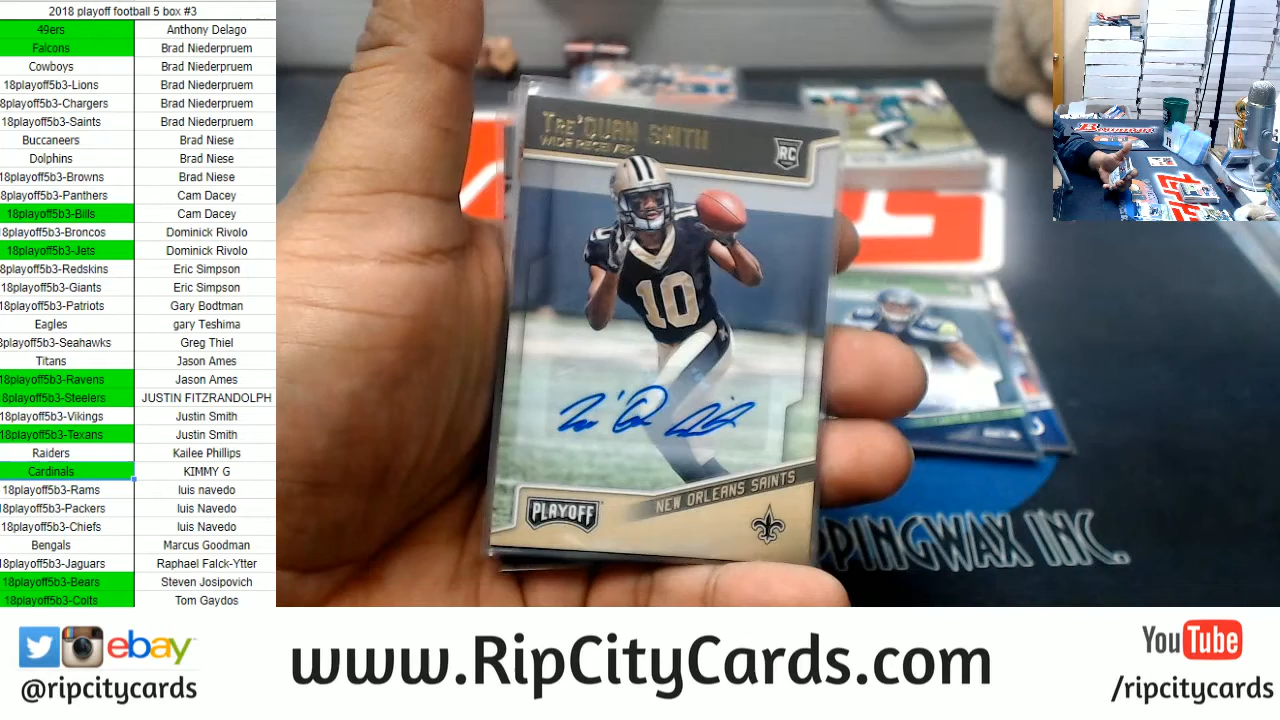 2018 playoff football 5 box #3
49ers Anthony Delago
Falcons Brad Niederpruem
Cowboys Brad Niederpruem
18playoff5b3-Lions Brad Niederpruem
8playoff5b3-Chargers Brad Niederpruem
18playoff5b3-Saints Brad Niederpruem
Buccaneers Brad Niese
Dolphins Brad Niese
18playoff5b3-Browns Brad Niese
8playoff5b3-Panthers Cam Dacey
18playoff5b3-Bills Cam Dacey
18playoff5b3-Broncos Dominick Rivolo
18playoff5b3-Jets Dominick Rivolo
8playoff5b3-Redskins Eric Simpson
18playoff5b3-Giants Eric Simpson
18playoff5b3-Patriots Gary Bodtman
Eagles gary Teshima
8playoff5b3-Seahawks Greg Thiel
Titans Jason Ames
18playoff5b3-Ravens Jason Ames
18playoff5b3-Steelers JUSTIN FITZRANDOLPH
18playoff5b3-Vikings Justin Smith
18playoff5b3-Texans Justin Smith
Raiders Kailee Phillips
Cardinals KIMMY G
18playoff5b3-Rams luis navedo
18playoff5b3-Packers luis Navedo
18playoff5b3-Chiefs luis Navedo
Bengals Marcus Goodman
18playoff5b3-Jaguars Raphael Falck-Ytter
18playoff5b3-Bears Steven Josipovich
18playoff5b3-Colts Tom Gaydos
TRE'QUAN SMITH
WIDE RECEIVER
RC
10
10
NEW ORLEANS SAINTS
PLAYOFF
PPINGWAX INC.
Bowman
ebay
@ripcitycards
www.RipCityCards.com
YouTube
/ripcitycards